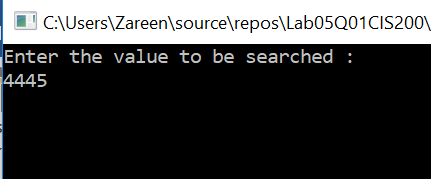 C:\Users\Zareen\source\repos\Lab05Q01CIS200\
Enter the value to be searched :
4445